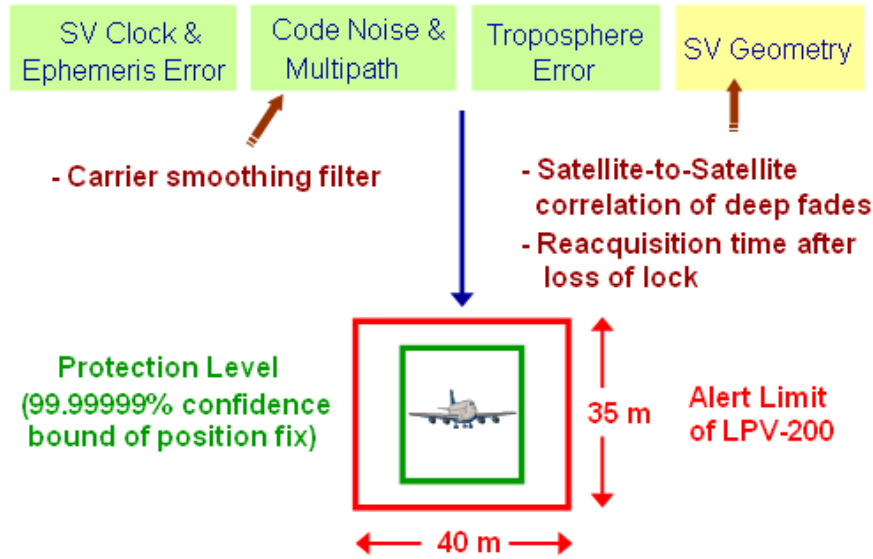 SV Clock &
Ephemeris Error
Code Noise &
Multipath
Troposphere
Error
SV Geometry
- Carrier smoothing filter
- Satellite-to-Satellite
correlation of deep fades
- Reacquisition time after
loss of lock
Protection Level
(99.99999% confidence
bound of position fix)
35 m
Alert Limit
of LPV-200
40 m